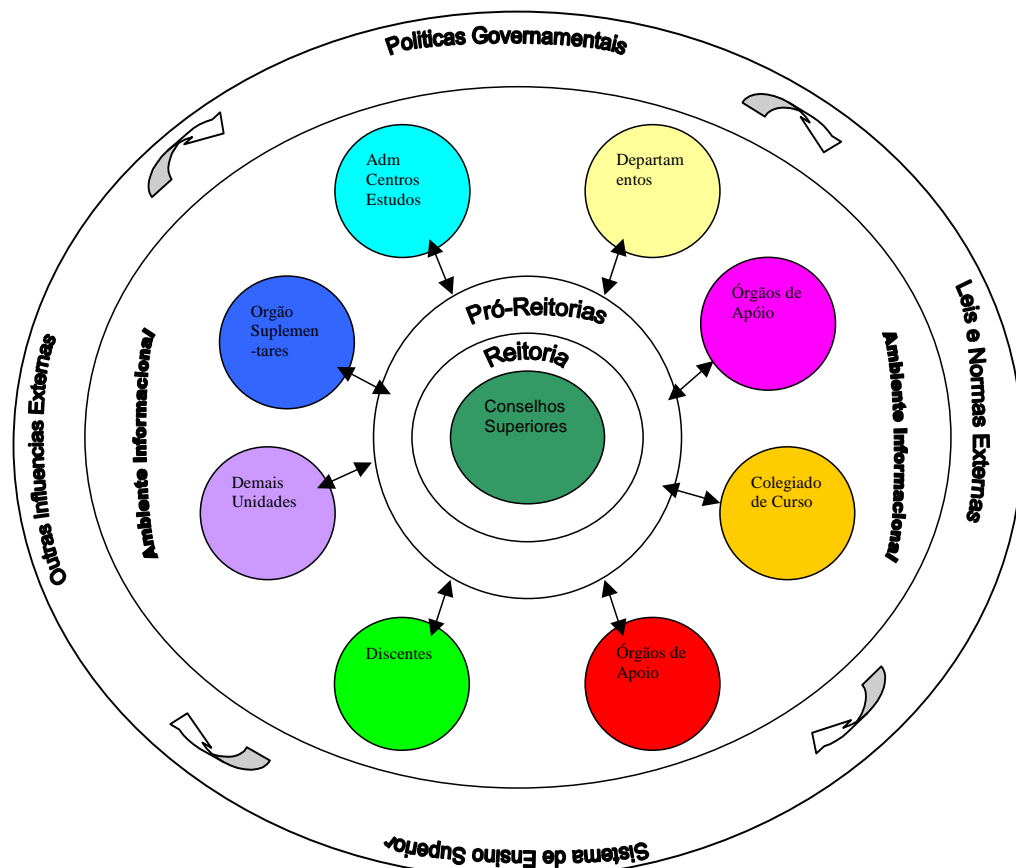 Políticas Governamentais
Adm
Centros
Estudos
Departam
entos
Orgão
Suplemen
-tares
Órgãos de
Apóio
Pró-Reitorias
Reitoria
Conselhos
Superiores
Outras Influencias Externas
Ambiente Informacional
Ambiente Informacional
Leis e Normas Externas
Demais
Unidades
Colegiado
de Curso
Discentes
Órgãos de
Apoio
Sistema de Ensino Superior